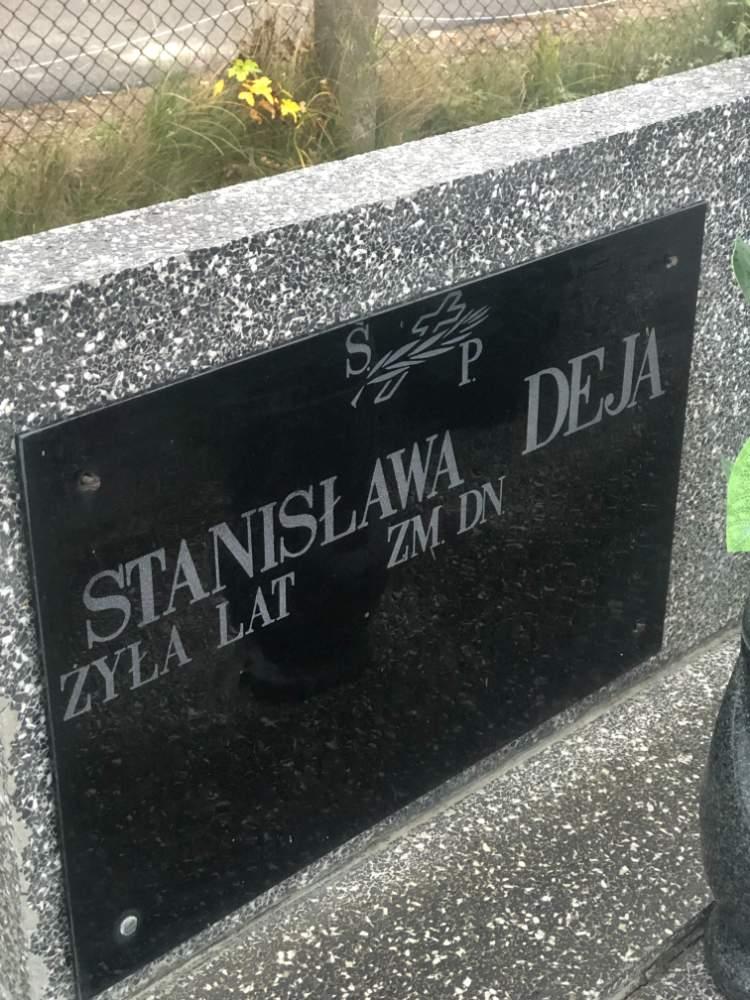 S. P.
STANISŁAWA DEJA
ŻYŁA LAT ZM. DN